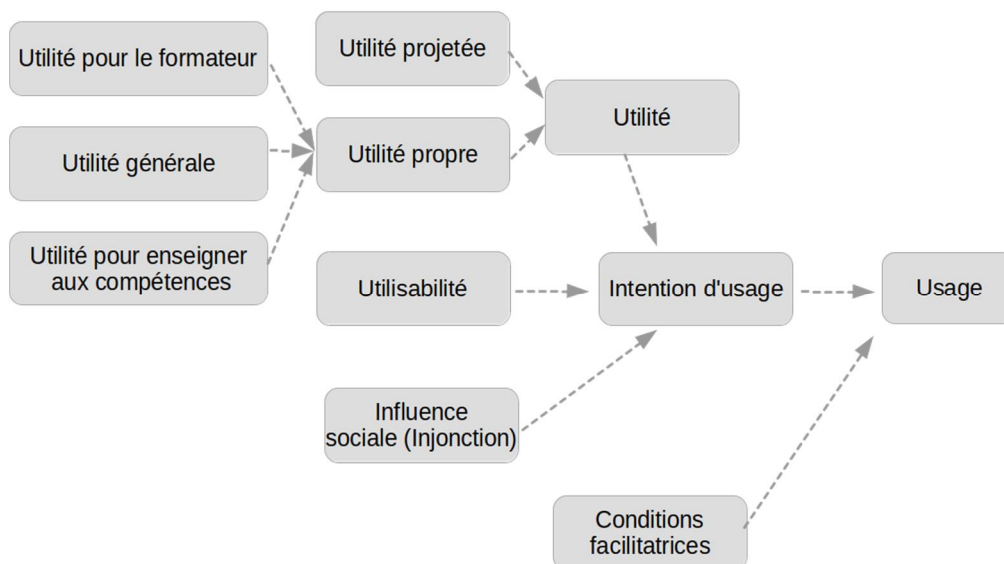 Utilité pour le formateur
Utilité projetée
Utilité
Utilité générale
Utilité propre
Utilité pour enseigner
aux compétences
Utilisabilité
Intention d'usage
Usage
Influence
sociale (Injonction)
Conditions
facilitatrices